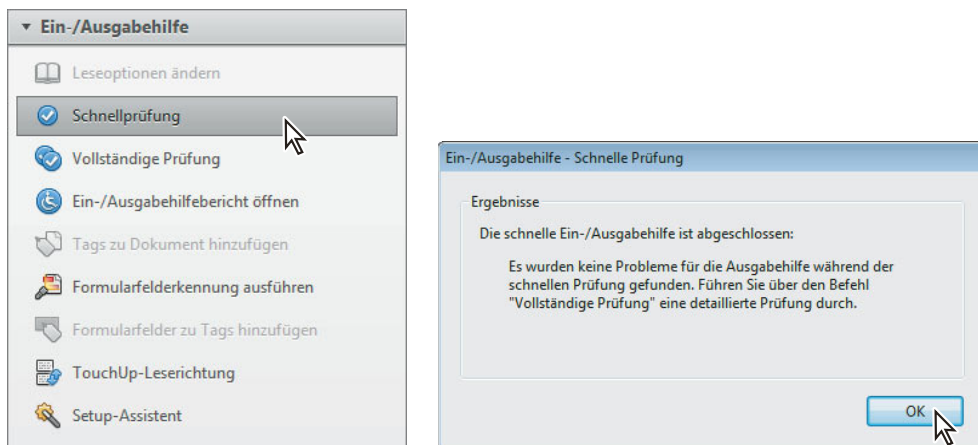 Ein-/Ausgabehilfe
Leseoptionen ändern
Schnellprüfung
Vollständige Prüfung
Ein-/Ausgabehilfebericht öffnen
Tags zu Dokument hinzufügen
Formularfelderkennung ausführen
Formularfelder zu Tags hinzufügen
TouchUp-Leserichtung
Setup-Assistent
Ein-/Ausgabehilfe - Schnelle Prüfung
Ergebnisse
Die schnelle Ein-/Ausgabehilfe ist abgeschlossen:
Es wurden keine Probleme für die Ausgabehilfe während der
schnellen Prüfung gefunden. Führen Sie über den Befehl
"Vollständige Prüfung" eine detaillierte Prüfung durch.
OK